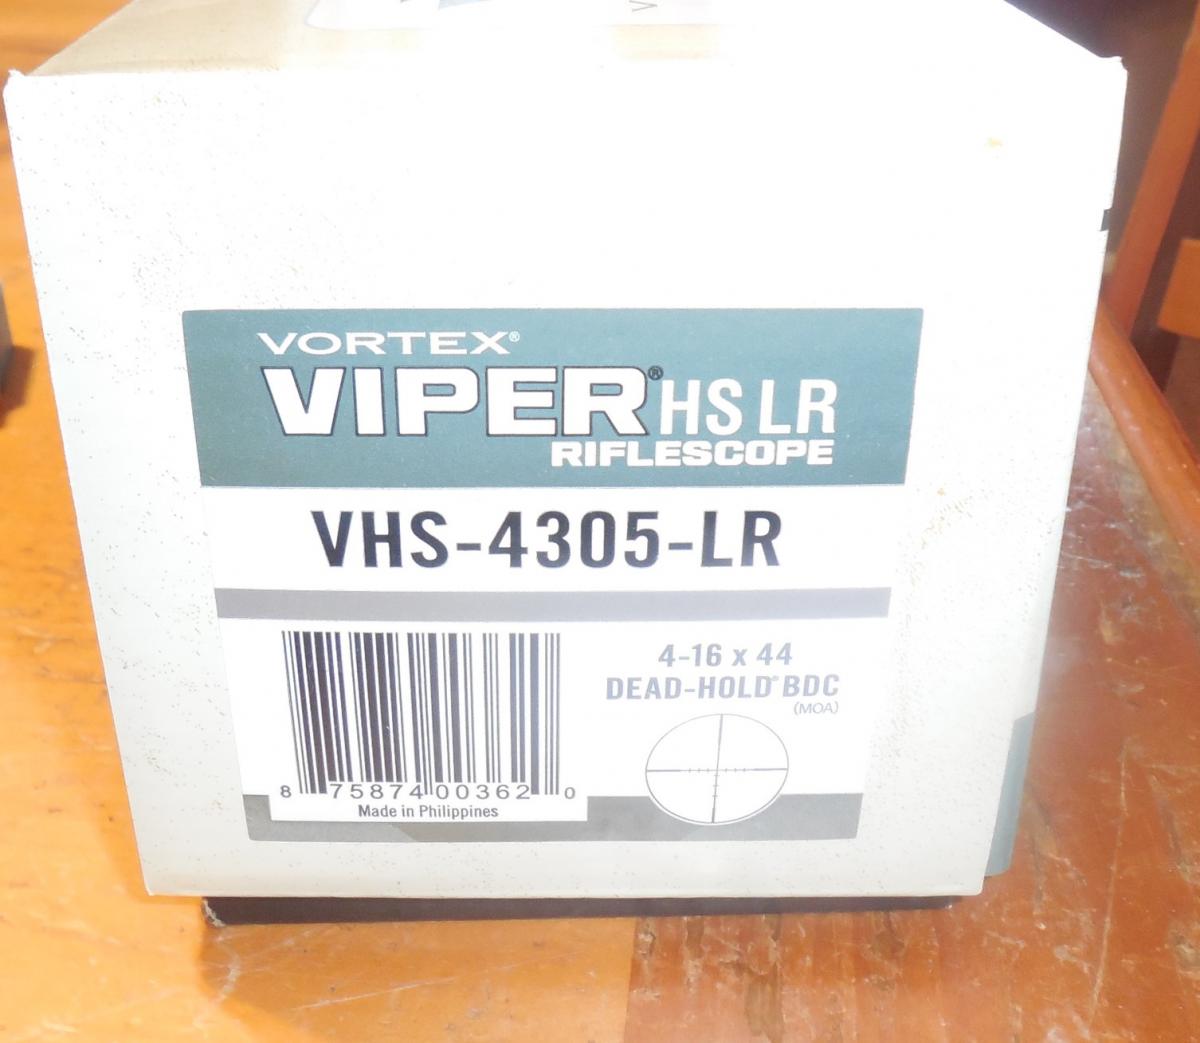 V
VORTEX®
VIPER® HS LR
RIFLESCOPE
VHS-4305-LR
4-16 x 44
DEAD-HOLD® BDC
(MOA)
8 75874 00362 0
Made in Philippines